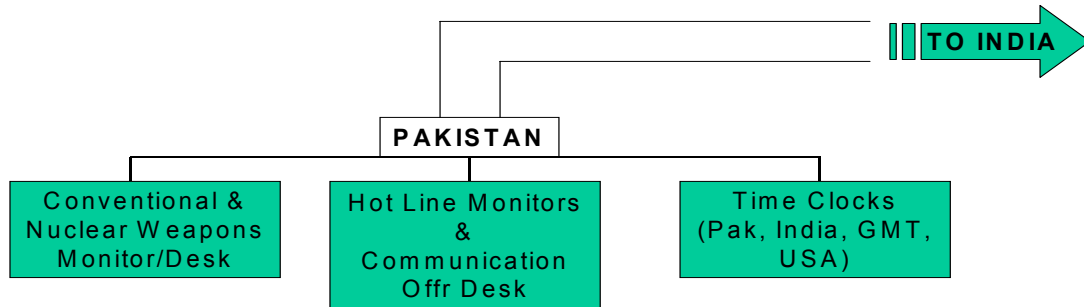 TO INDIA
PAKISTAN
Conventional &
Nuclear Weapons
Monitor/Desk
Hot Line Monitors
&
Communication
Offr Desk
Time Clocks
(Pak, India, GMT,
USA)